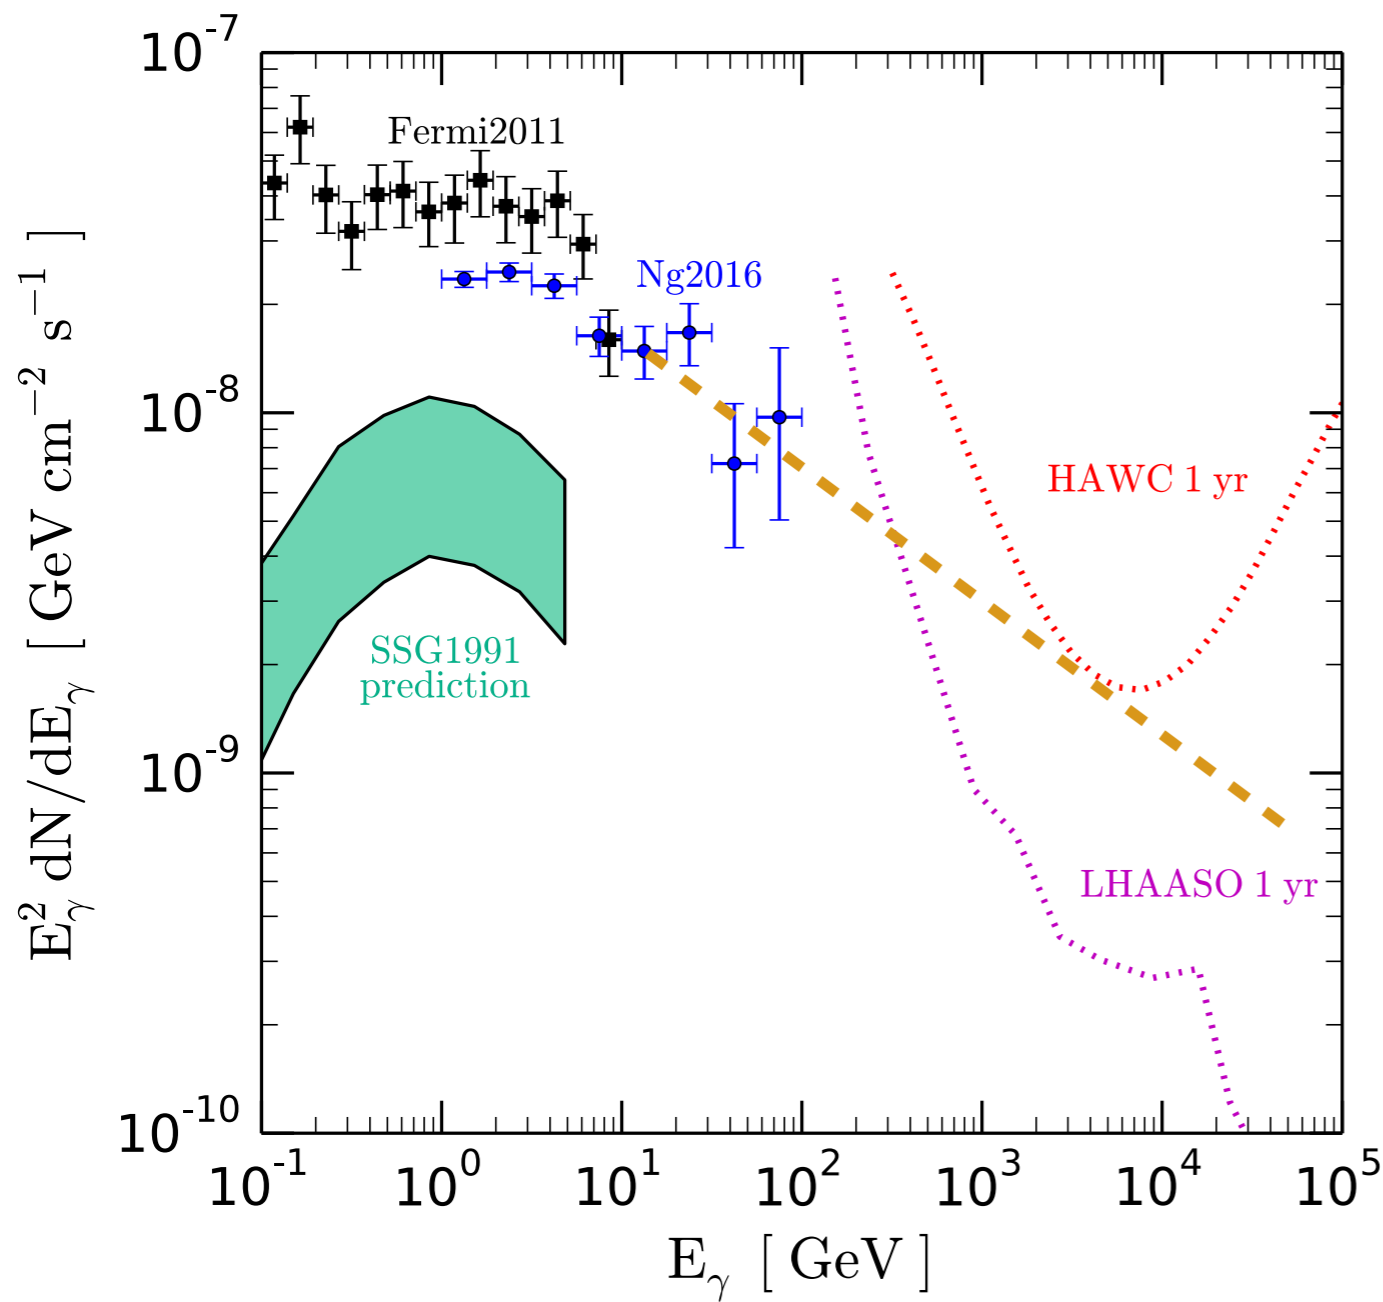 10^-7
Fermi2011
Ng2016
10^-8
HAWC 1 yr
SSG1991
prediction
10^-9
LHAASO 1 yr
10^-10
E_γ^2 dN/dE_γ [ GeV cm^−2 s^−1 ]
10^-1 10^0 10^1 10^2 10^3 10^4 10^5
E_γ [ GeV ]